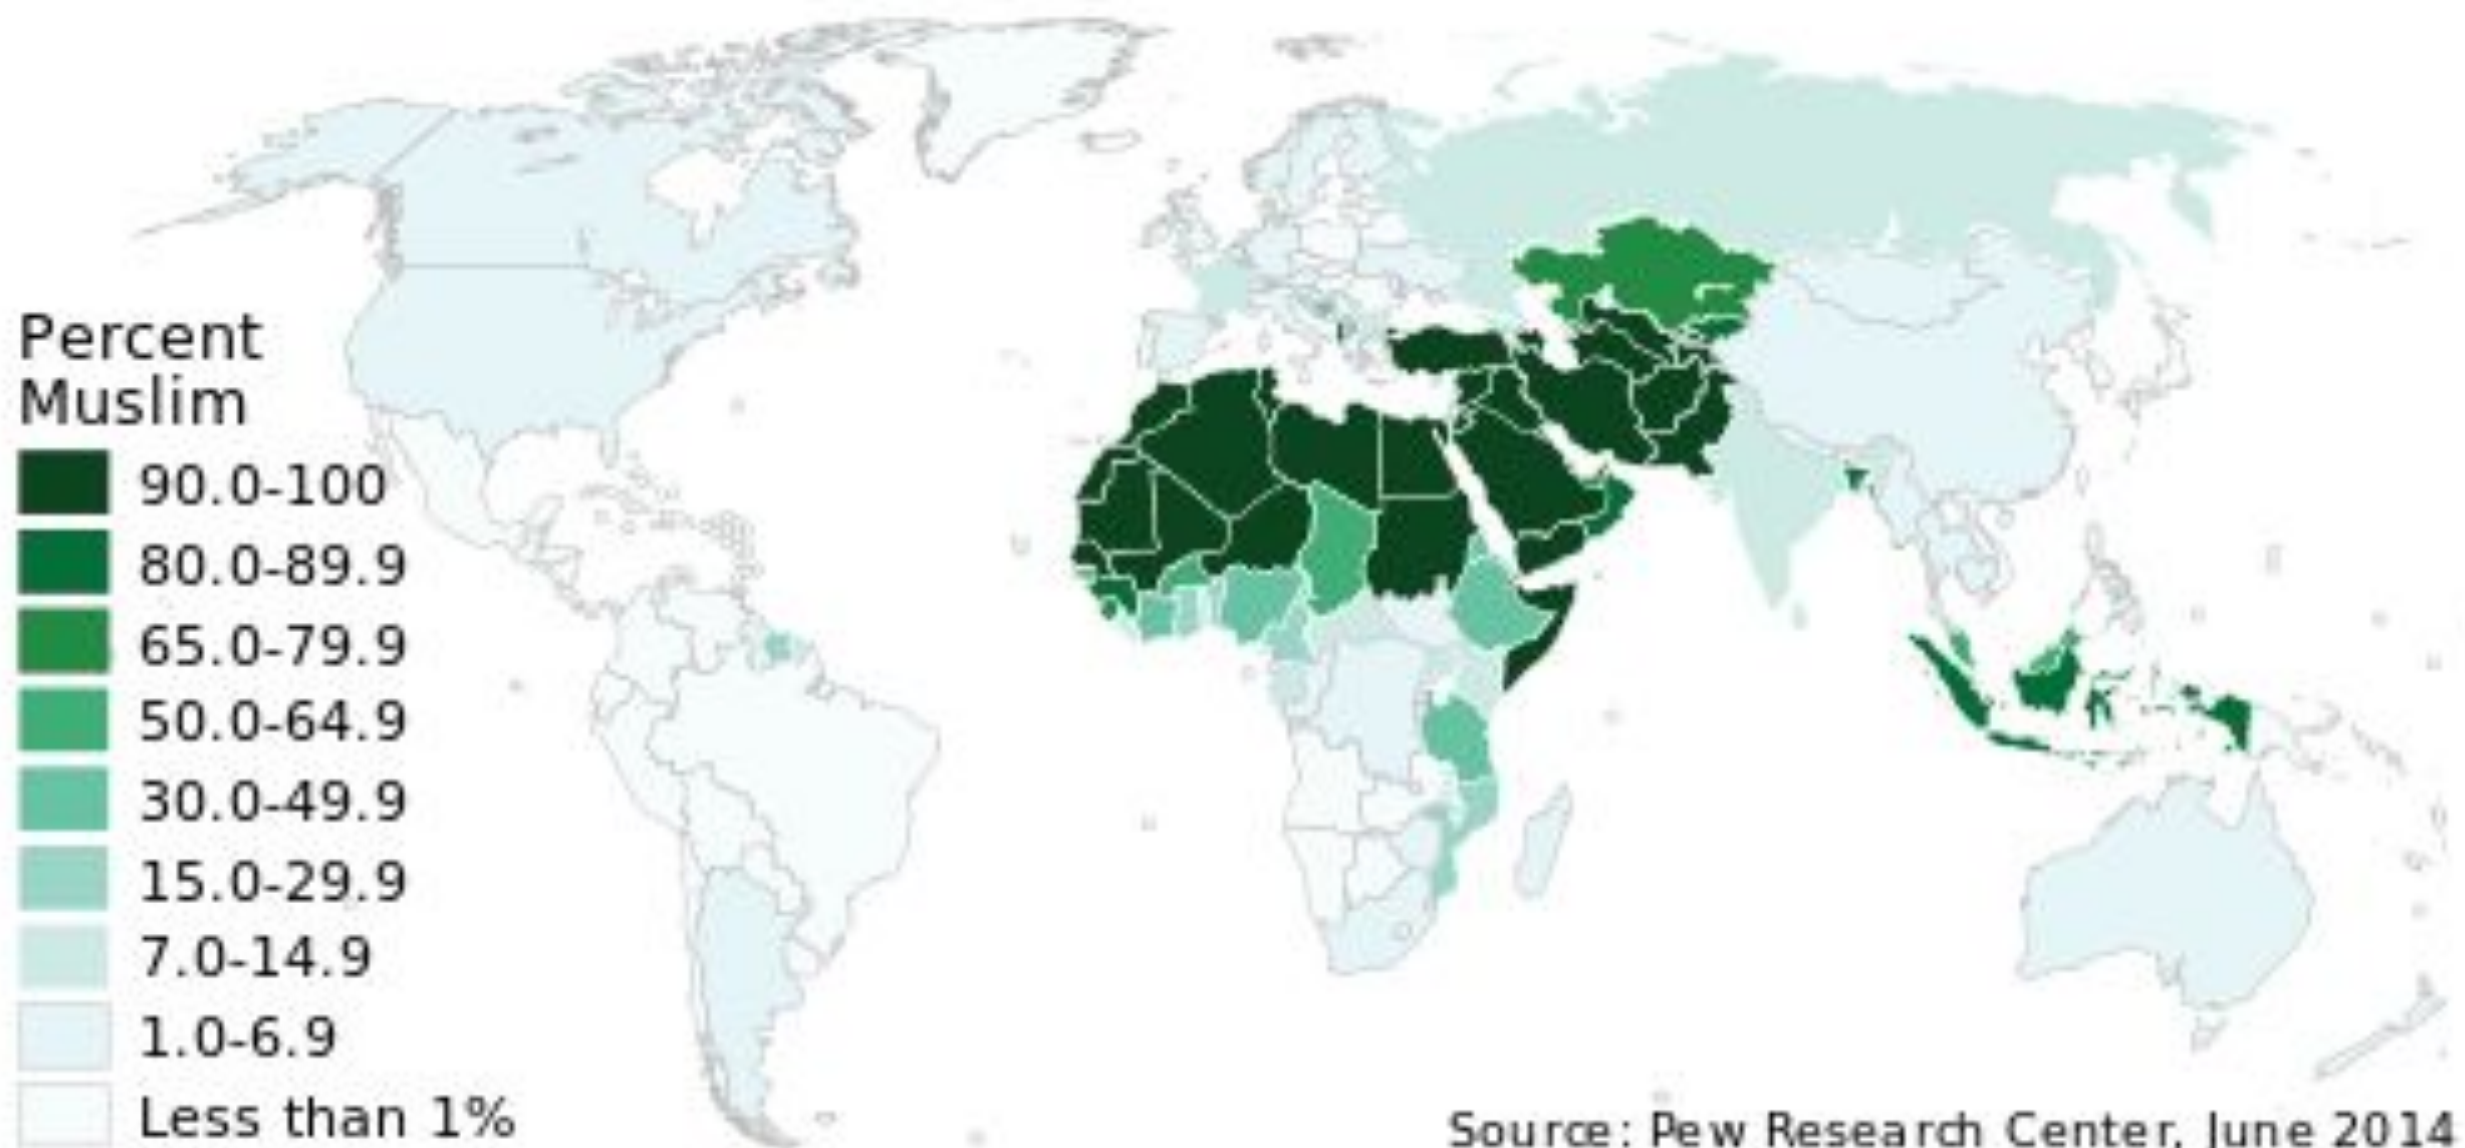 Percent
Muslim
90.0-100
80.0-89.9
65.0-79.9
50.0-64.9
30.0-49.9
15.0-29.9
7.0-14.9
1.0-6.9
Less than 1%
Source: Pew Research Center, June 2014